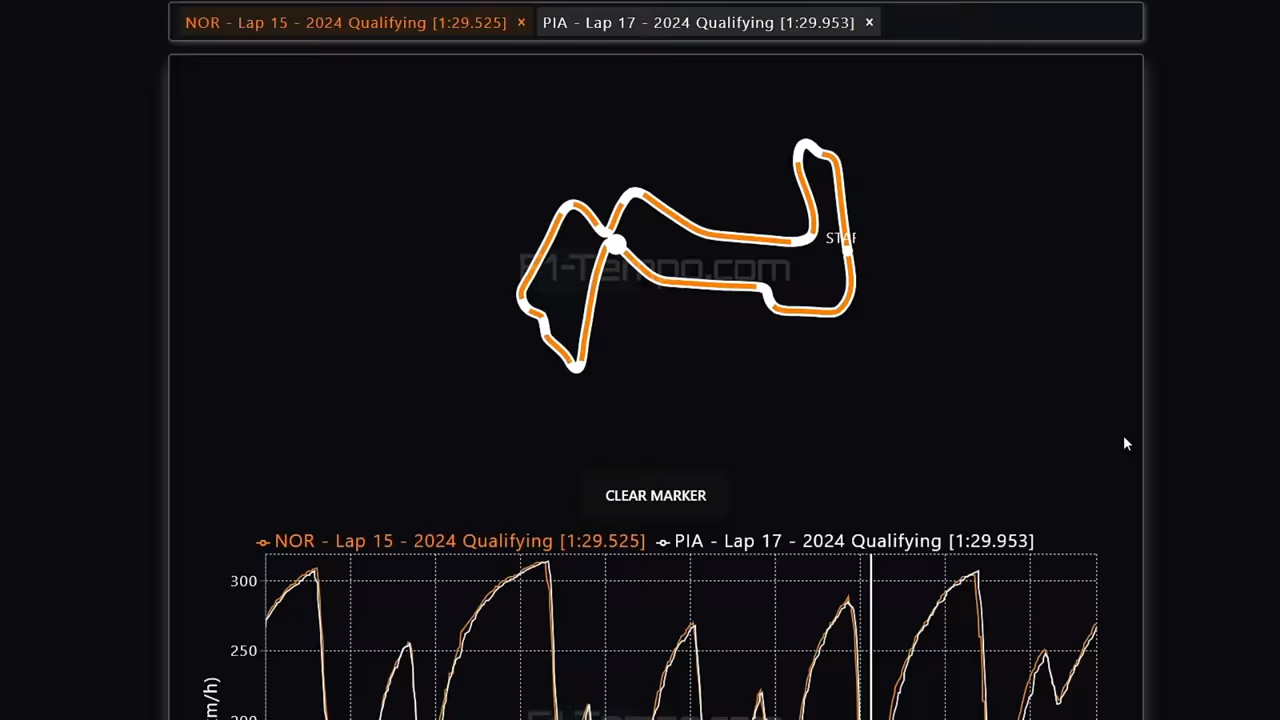 NOR - Lap 15 - 2024 Qualifying [1:29.525] × PIA - Lap 17 - 2024 Qualifying [1:29.953] ×
STAR
F1-Tempo.com
CLEAR MARKER
NOR - Lap 15 - 2024 Qualifying [1:29.525] PIA - Lap 17 - 2024 Qualifying [1:29.953]
300
250
m/h)